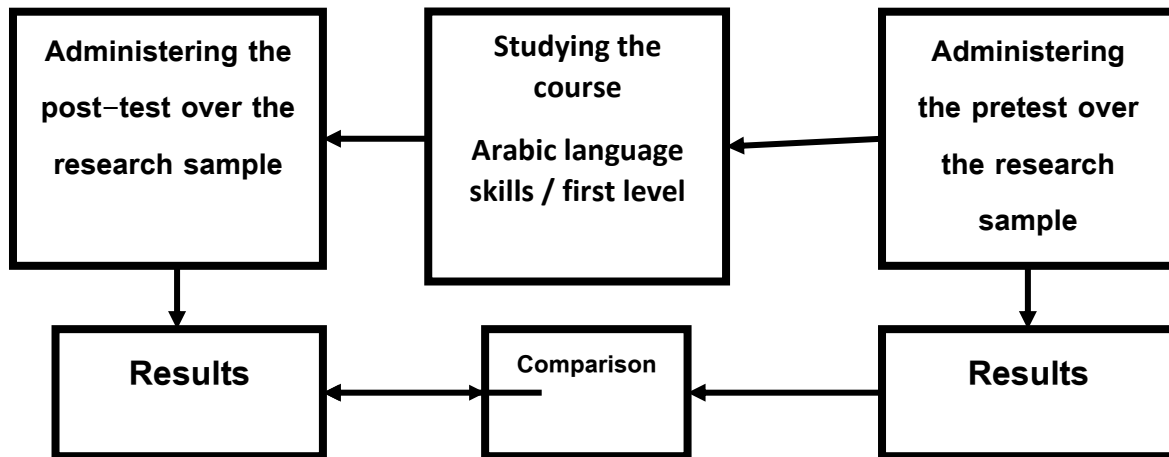 Administering the
post-test over the
research sample
Studying the
course
Arabic language
skills / first level
Administering
the pretest over
the research
sample
Results
Comparison
Results